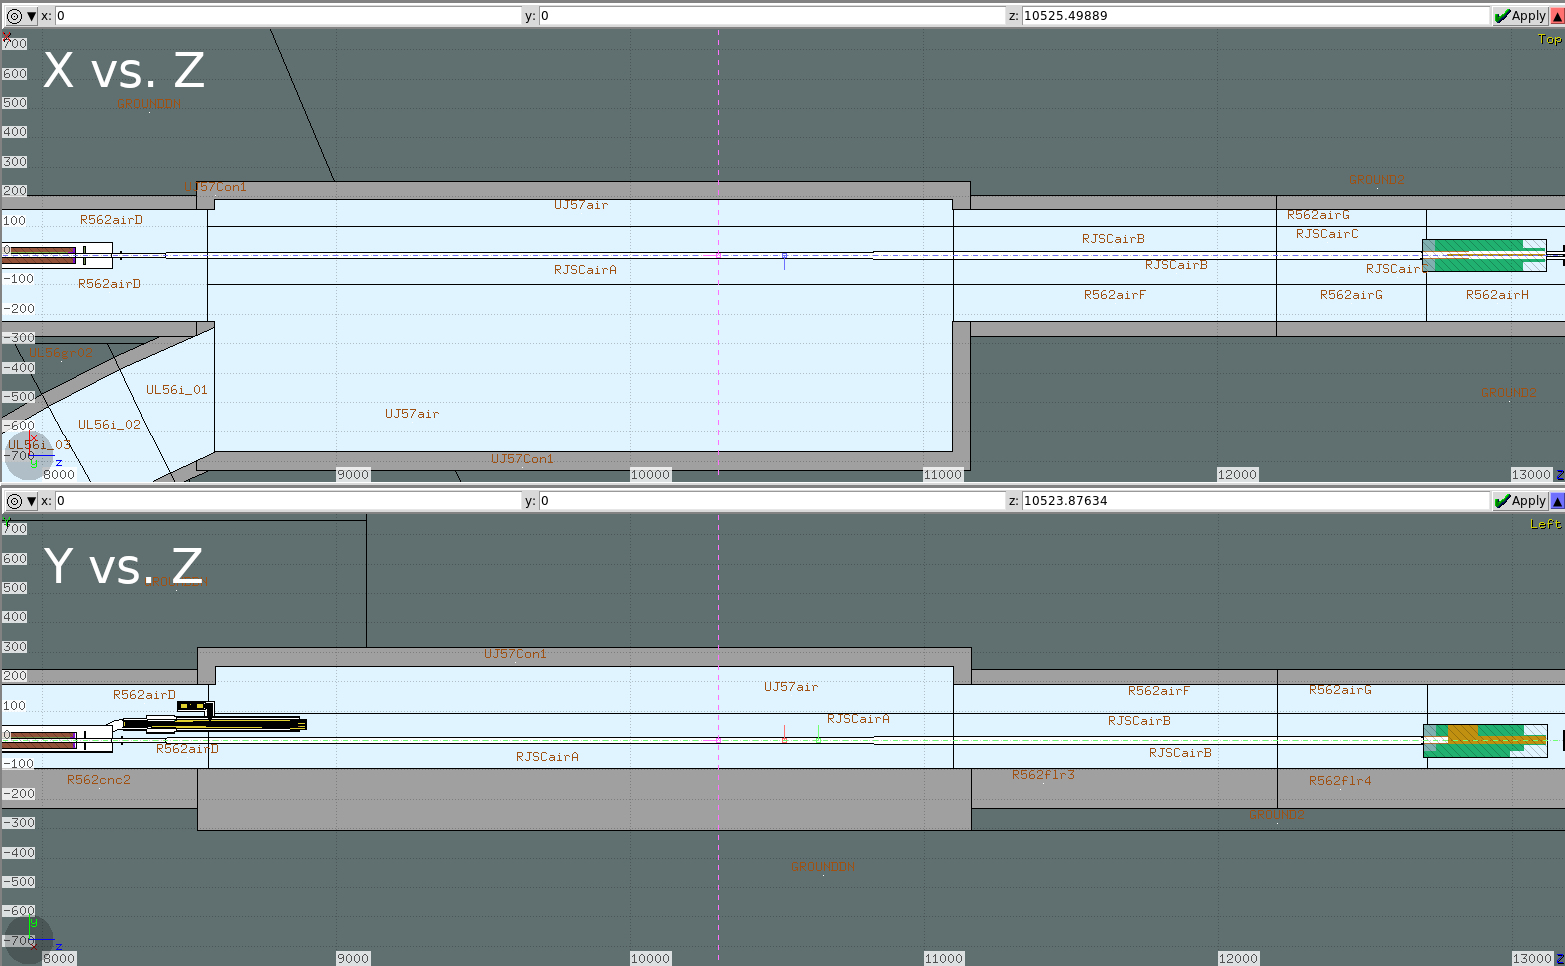 x: 0 y: 0 z: 10525.49889 Apply
Top
X vs. Z
700
600
500
400
300
200
100
0
-100
-200
-300
-400
-500
-600
-700
GROUNDON
UJ57Con1
UJ57air
GROUND2
R562airD
R562airG
RJSCairC
RJSCairB
RJSCairB
RJSCairA
R562airD
R562airF
R562airG
R562airH
UL56i_01
UJ57air
GROUND2
UL56i_02
UL56i_03
UJ57Con1
x
y z
8000 9000 10000 11000 12000 13000 Z
x: 0 y: 0 z: 10523.87634 Apply
Left
Y vs. Z
700
600
500
400
300
200
100
0
-100
-200
-300
-400
-500
-600
-700
UJ57Con1
UJ57air
R562airD
R562airF
R562airG
RJSCairA
RJSCairB
R562airD
RJSCairA
RJSCairB
R562cnc2
R562flr3
R562flr4
GROUND2
GROUNDON
y
x z
8000 9000 10000 11000 12000 13000 Z